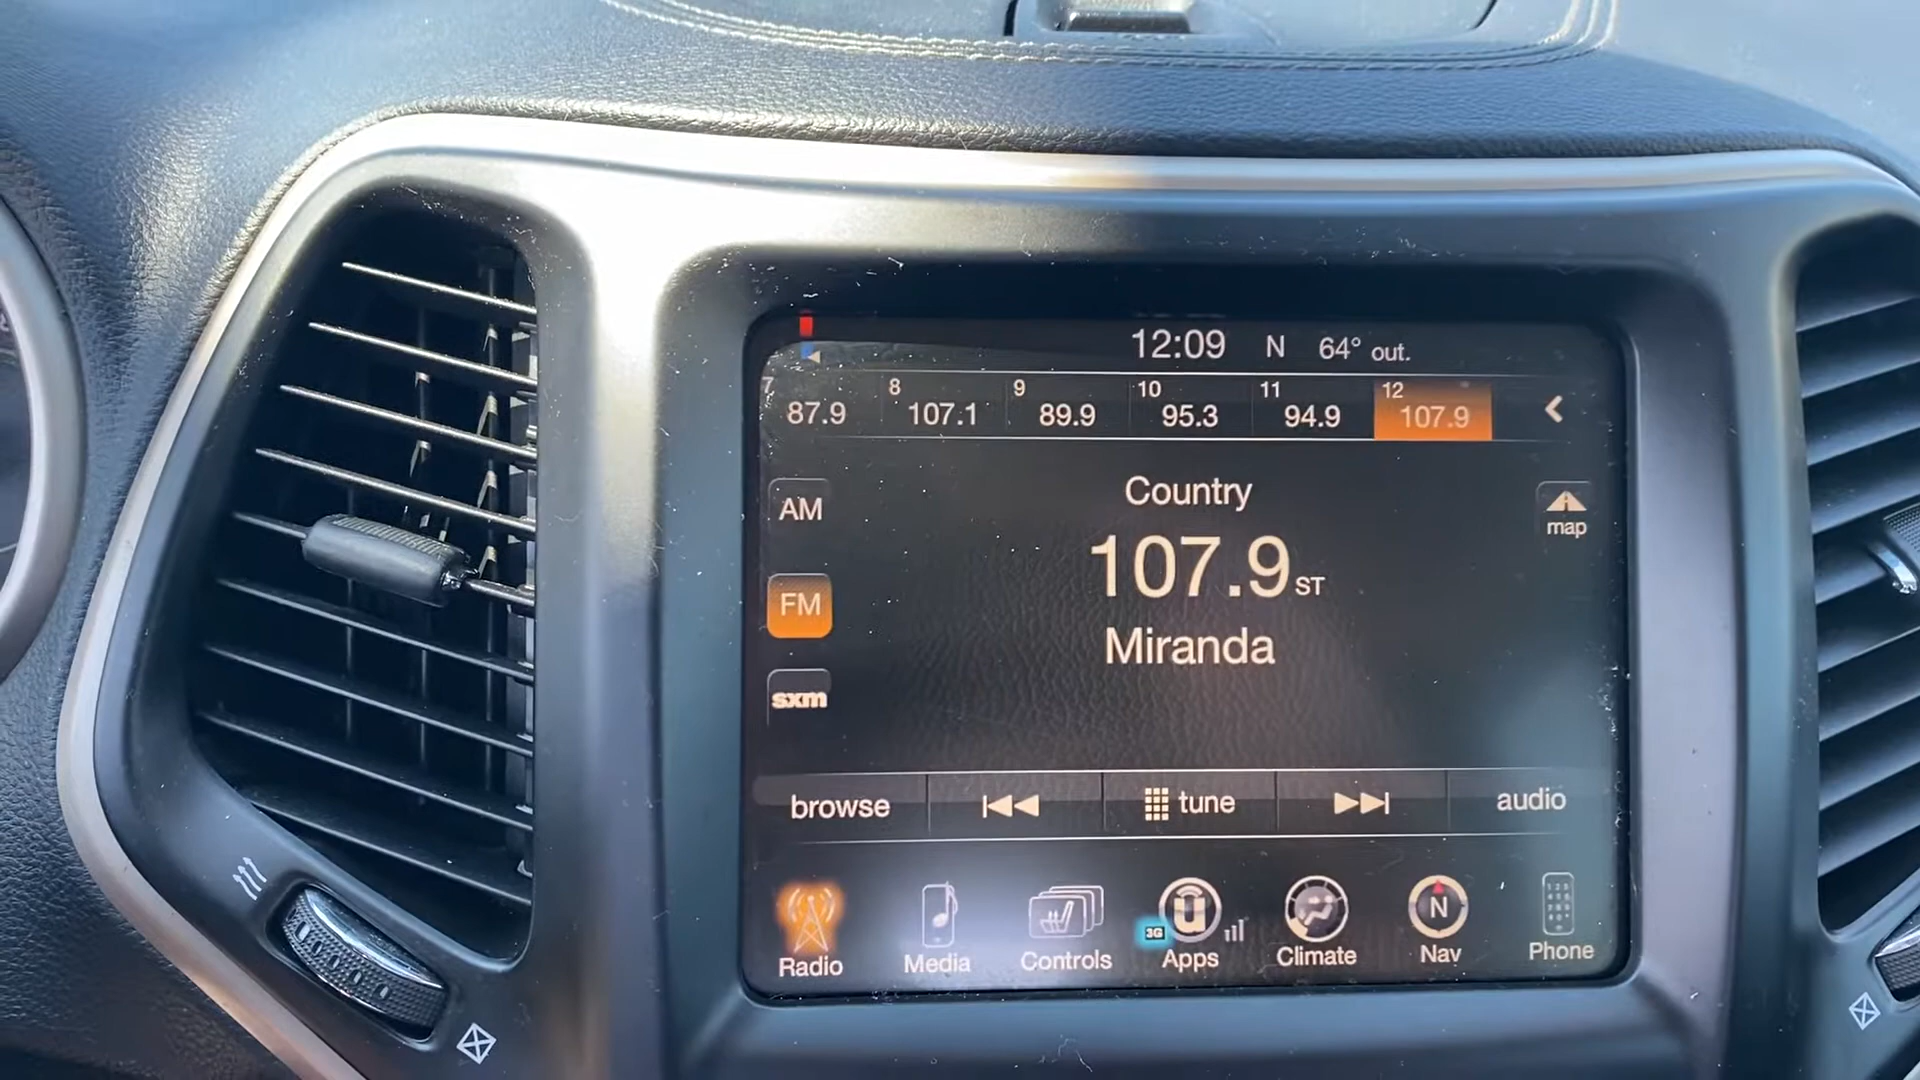 12:09 N 64° out.
7 8 9 10 11 12
87.9 107.1 89.9 95.3 94.9 107.9
AM
Country
map
107.9 ST
FM
Miranda
sxm
browse tune audio
3G
N
Radio Media Controls Apps Climate Nav Phone